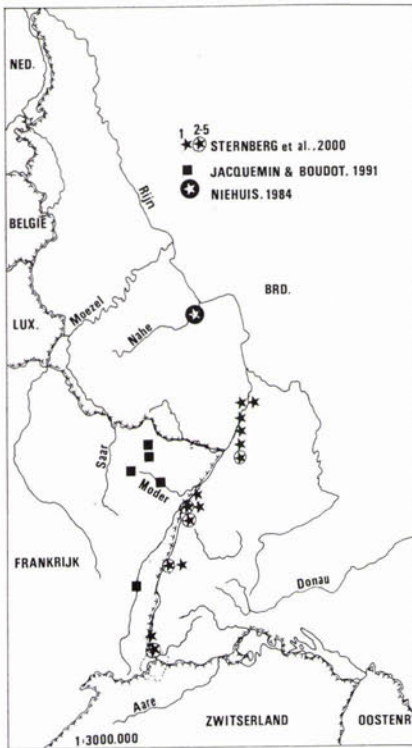 NED.
1 2-5
STERNBERG et al., 2000
JACQUEMIN & BOUDOT. 1991
NIEHUIS. 1984
Rijn
BELGIË
BRD.
Moezel
LUX.
Nahe
Saar
Moder
FRANKRIJK
Donau
Aare
ZWITSERLAND
OOSTENR
1:3000.000